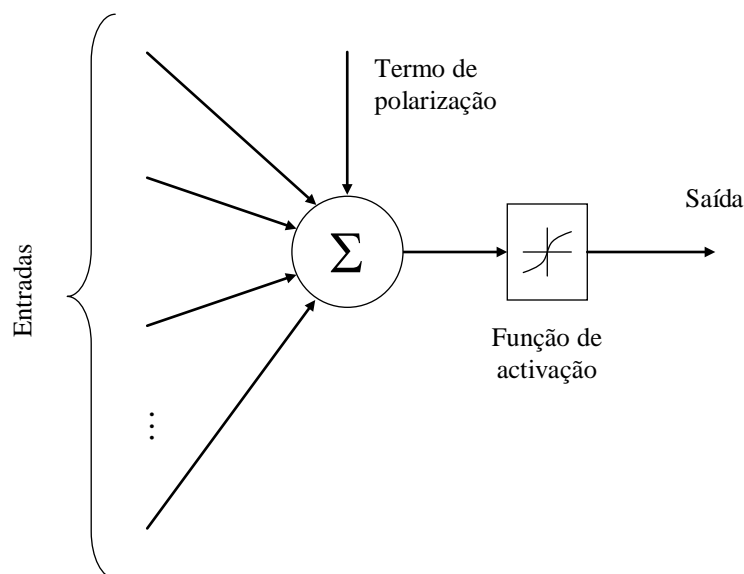 Termo de
polarização
Saída
Entradas
Σ
Função de
activação
...